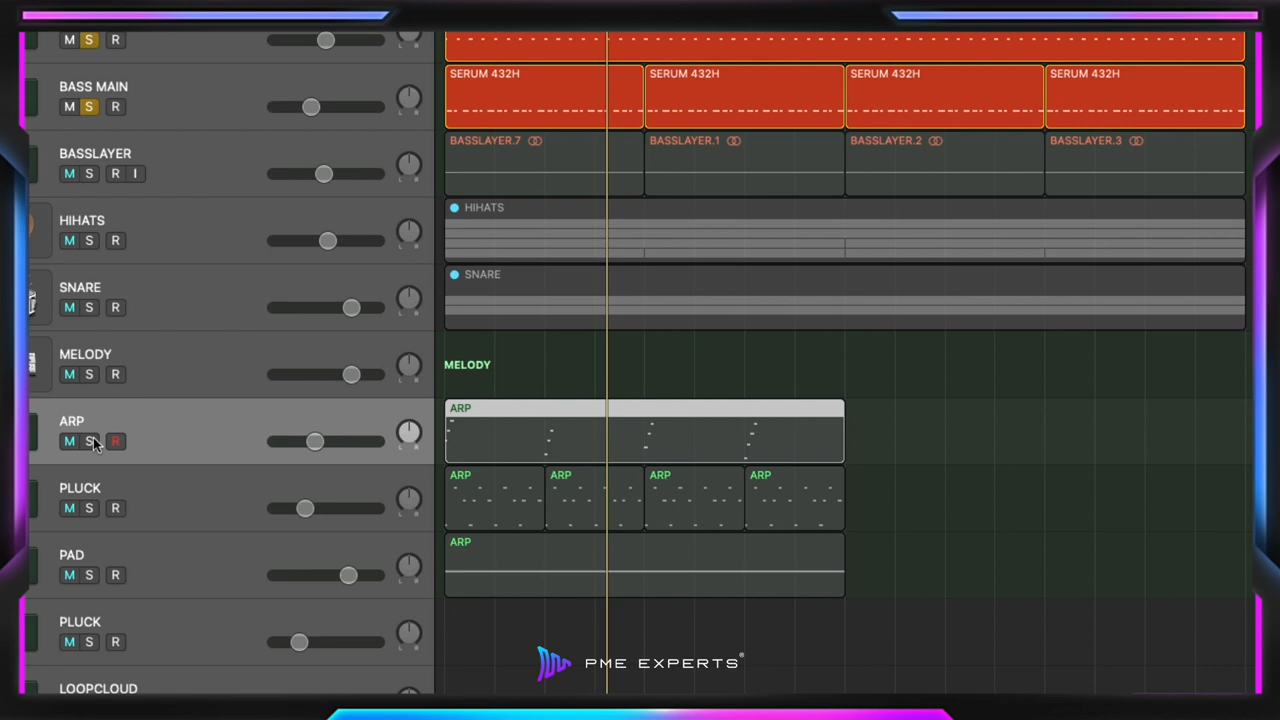 M S R
BASS MAIN
M S R
SERUM 432H SERUM 432H SERUM 432H SERUM 432H
BASSLAYER
M S R I
BASSLAYER.7 BASSLAYER.1 BASSLAYER.2 BASSLAYER.3
HIHATS
M S R
HIHATS
SNARE
M S R
SNARE
MELODY
M S R
MELODY
ARP
M S R
ARP
PLUCK
M S R
ARP ARP ARP ARP
PAD
M S R
ARP
PLUCK
M S R
PME EXPERTS®
LOOPCLOUD